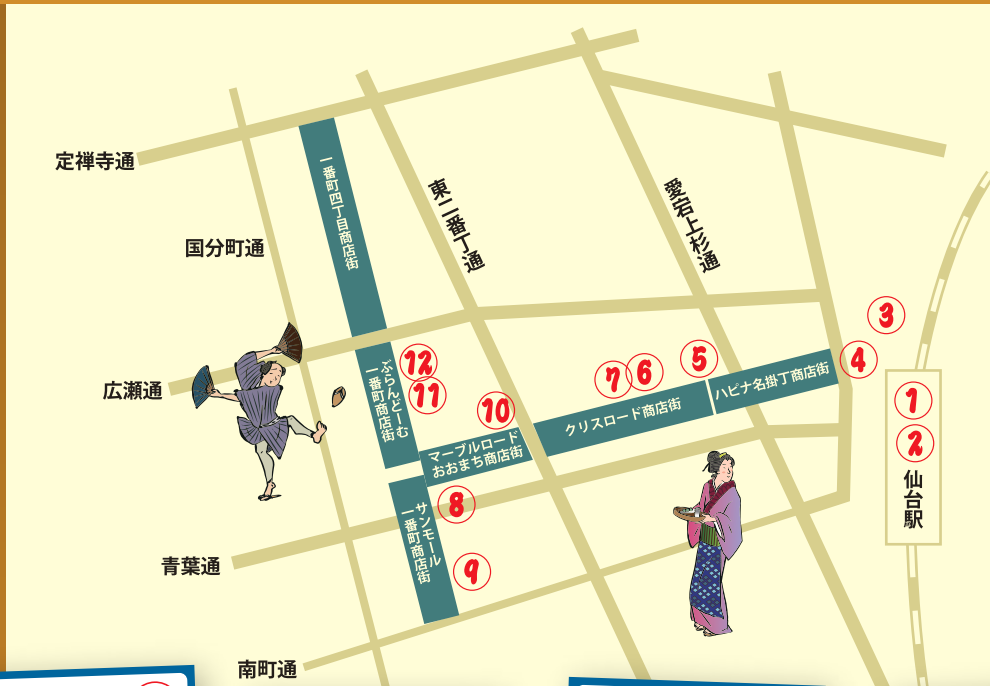 定禅寺通
一番町四丁目商店街
東二番丁通
愛宕上杉通
国分町通
③
広瀬通
ぶらんどーむ
一番町商店街
⑫
⑪
⑩
⑦
⑥
⑤
④
クリスロード商店街
ハピナ名掛丁商店街
①
②
仙台駅
マーブルロード
おおまち商店街
サンモール
一番町商店街
⑧
⑨
青葉通
南町通